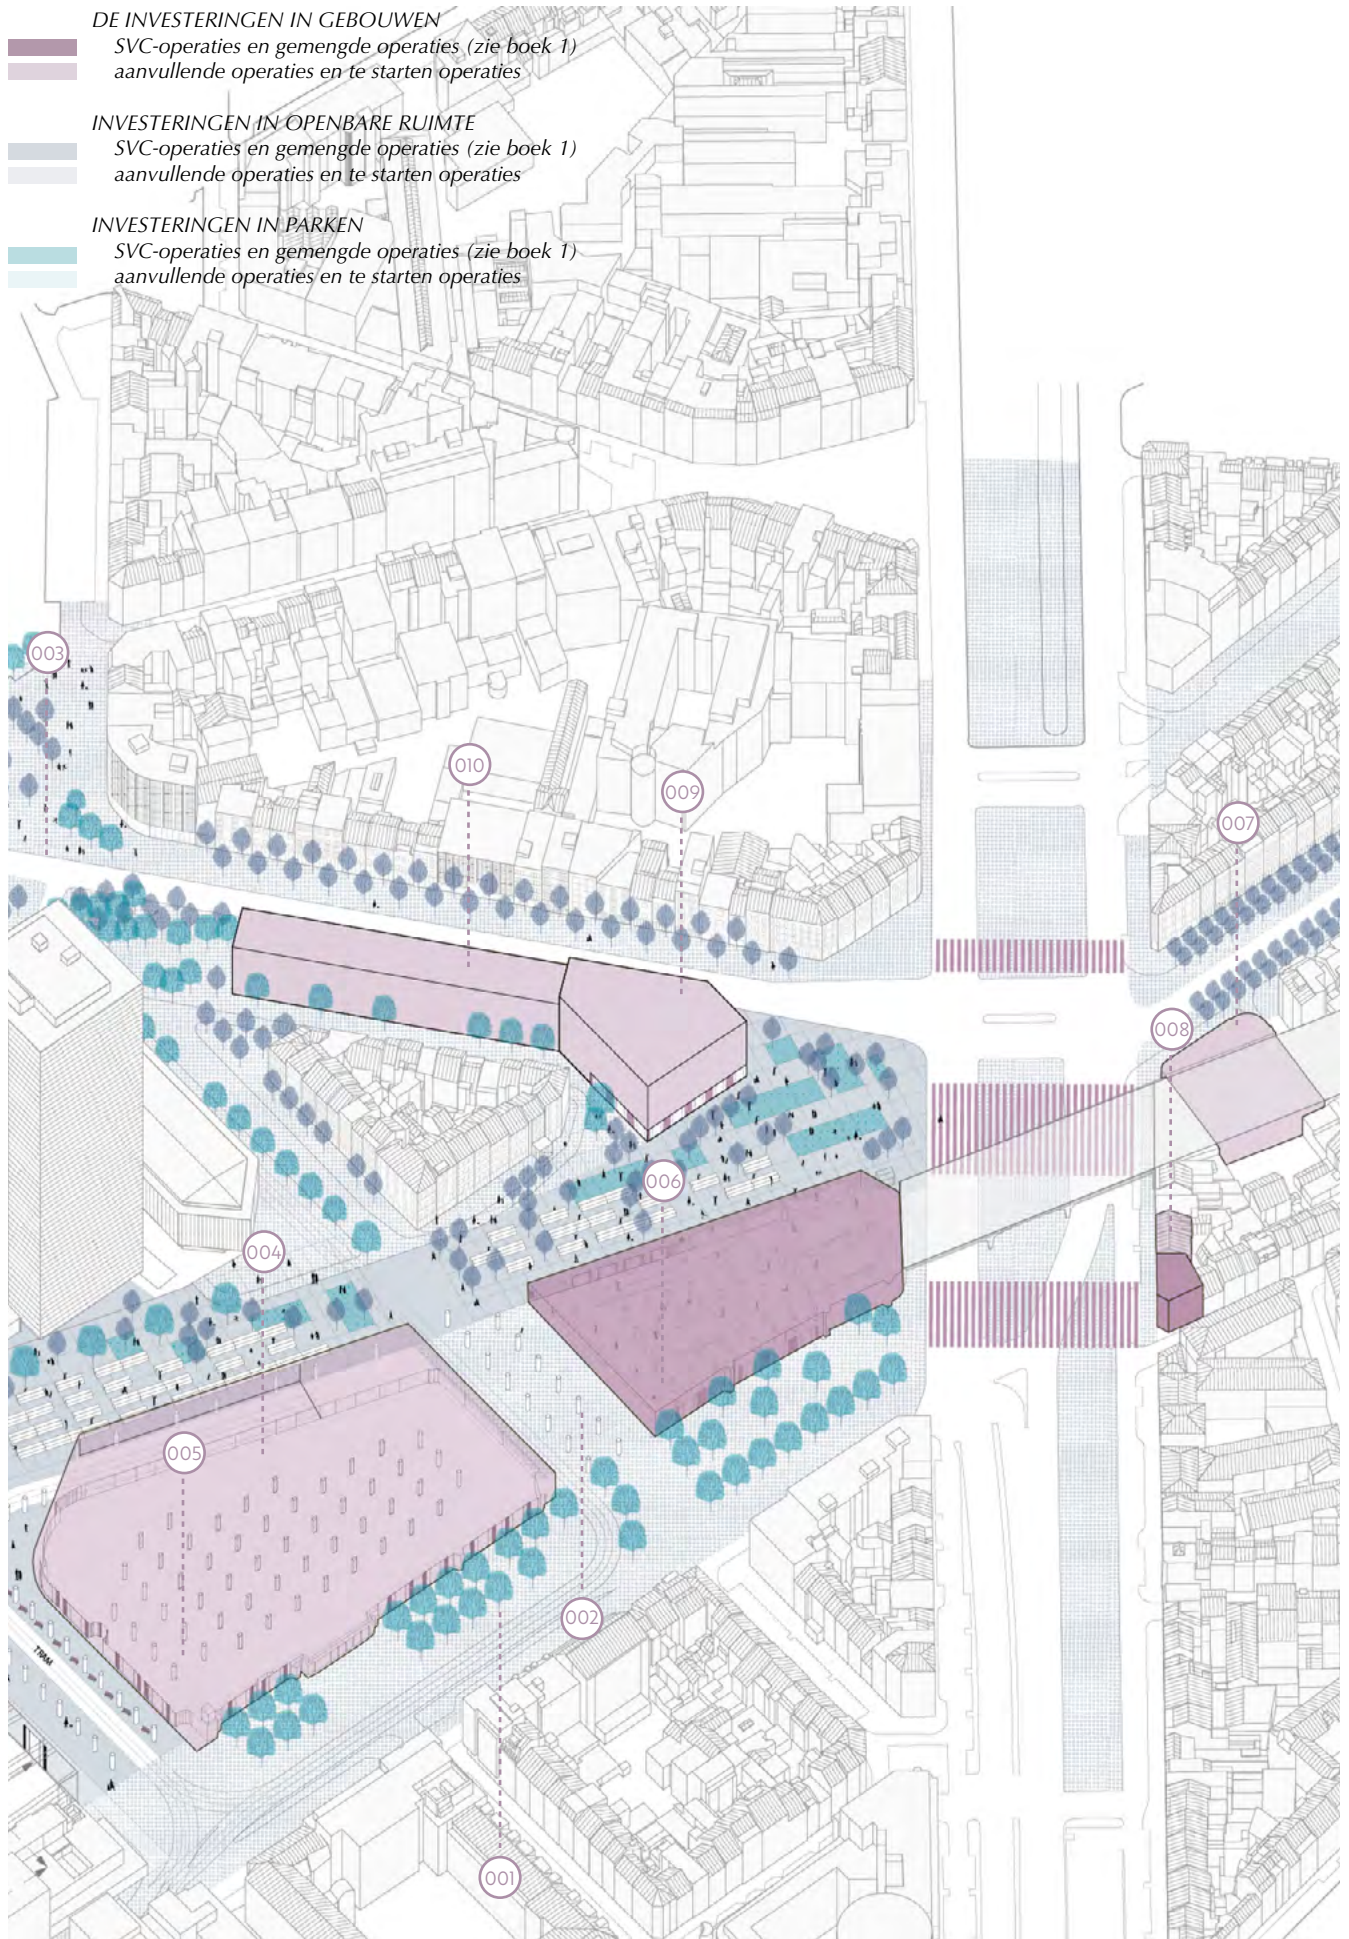 DE INVESTERINGEN IN GEBOUWEN
SVC-operaties en gemengde operaties (zie boek 1)
aanvullende operaties en te starten operaties
INVESTERINGEN IN OPENBARE RUIMTE
SVC-operaties en gemengde operaties (zie boek 1)
aanvullende operaties en te starten operaties
INVESTERINGEN IN PARKEN
SVC-operaties en gemengde operaties (zie boek 1)
aanvullende operaties en te starten operaties
003
010
009
007
008
006
004
005
002
TRAM
001